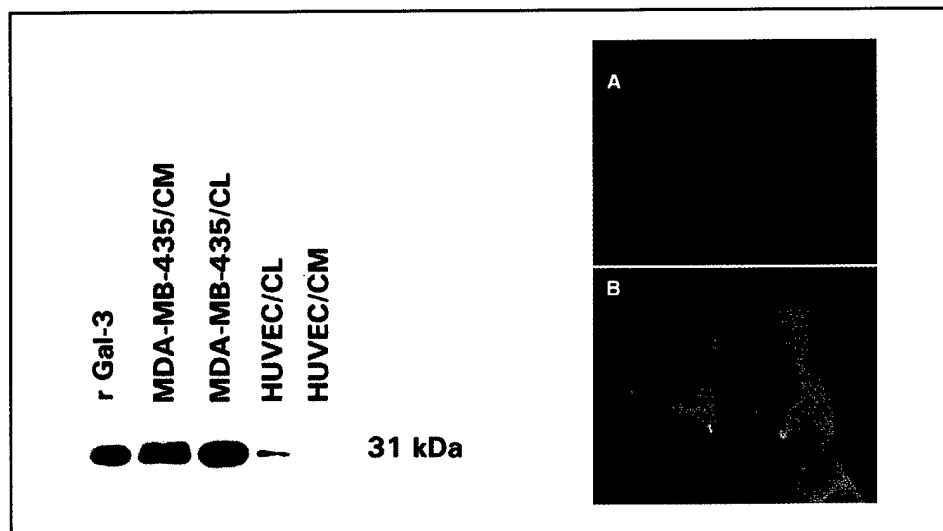 r Gal-3
MDA-MB-435/CM
MDA-MB-435/CL
HUVEC/CL
HUVEC/CM
31 kDa
A
B